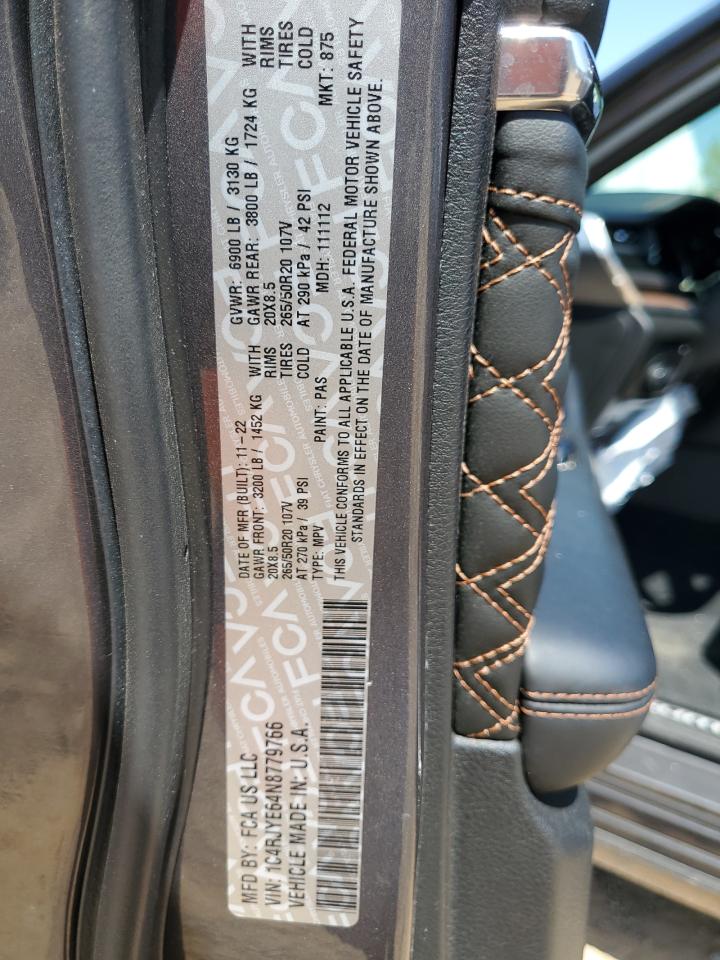 MFD BY: FCA US LLC
VIN: 1C4RJYE64N8779766
VEHICLE MADE IN: U.S.A.
DATE OF MFR (BUILT): 11-22 GVWR: 6900 LB / 3130 KG
GAWR FRONT: 3200 LB / 1452 KG WITH GAWR REAR: 3800 LB / 1724 KG WITH
20X8.5 RIMS 20X8.5 RIMS
265/50R20 107V TIRES 265/50R20 107V TIRES
AT 270 kPa / 39 PSI COLD AT 290 kPa / 42 PSI COLD
TYPE: MPV PAINT: PAS MDH: 111112 MKT: 875
THIS VEHICLE CONFORMS TO ALL APPLICABLE U.S.A. FEDERAL MOTOR VEHICLE SAFETY
STANDARDS IN EFFECT ON THE DATE OF MANUFACTURE SHOWN ABOVE.